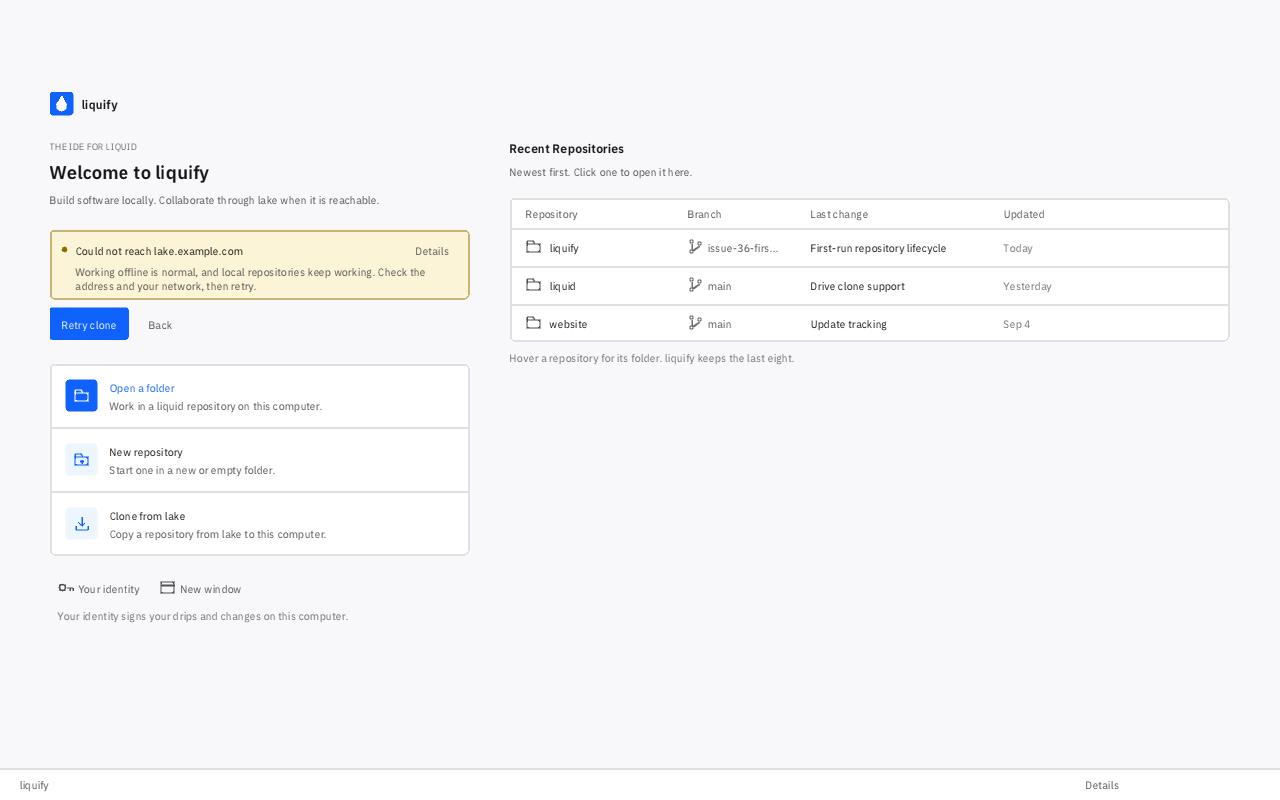 liquify
THE IDE FOR LIQUID
Welcome to liquify
Build software locally. Collaborate through lake when it is reachable.
Could not reach lake.example.com
Details
Working offline is normal, and local repositories keep working. Check the
address and your network, then retry.
Retry clone
Back
Open a folder
Work in a liquid repository on this computer.
New repository
Start one in a new or empty folder.
Clone from lake
Copy a repository from lake to this computer.
Your identity
New window
Your identity signs your drips and changes on this computer.
Recent Repositories
Newest first. Click one to open it here.
Repository Branch Last change Updated
liquify issue-36-firs... First-run repository lifecycle Today
liquid main Drive clone support Yesterday
website main Update tracking Sep 4
Hover a repository for its folder. liquify keeps the last eight.
liquify
Details